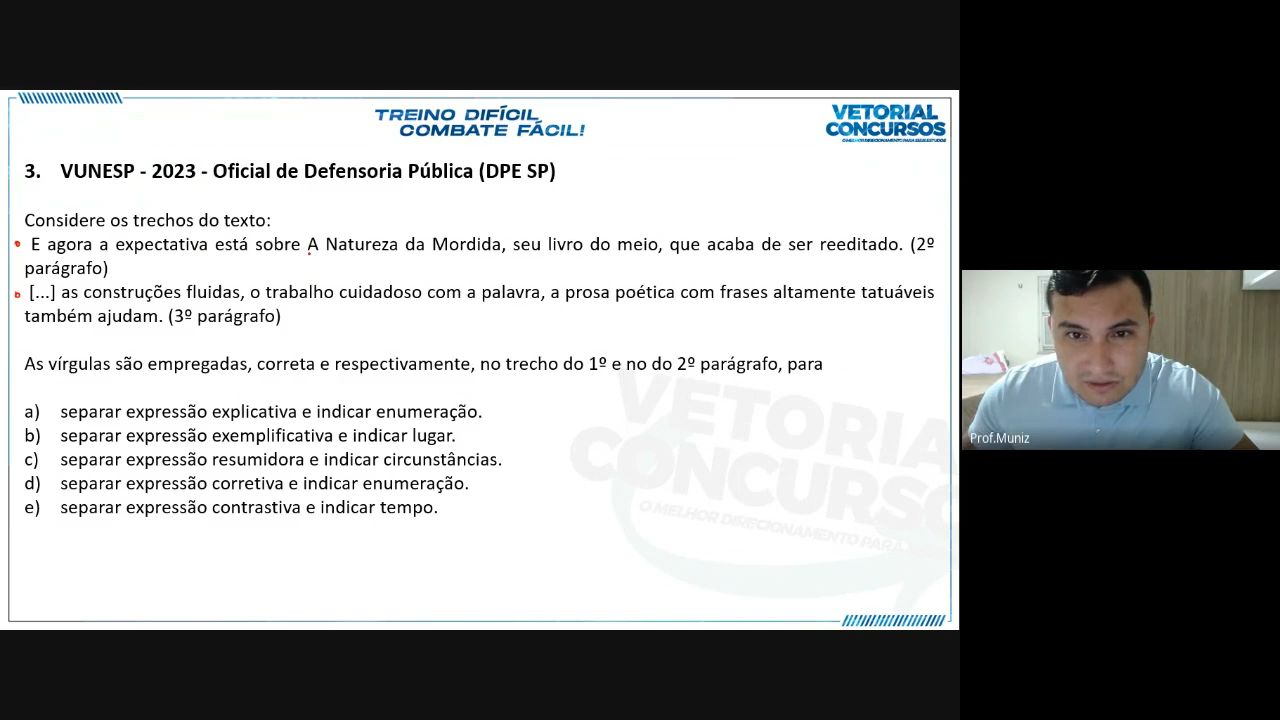 TREINO DIFÍCIL
COMBATE FÁCIL!
VETORIAL
CONCURSOS
3. VUNESP - 2023 - Oficial de Defensoria Pública (DPE SP)
Considere os trechos do texto:
E agora a expectativa está sobre A Natureza da Mordida, seu livro do meio, que acaba de ser reeditado. (2º
parágrafo)
[...] as construções fluidas, o trabalho cuidadoso com a palavra, a prosa poética com frases altamente tatuáveis
também ajudam. (3º parágrafo)
As vírgulas são empregadas, correta e respectivamente, no trecho do 1º e no do 2º parágrafo, para
a) separar expressão explicativa e indicar enumeração.
b) separar expressão exemplificativa e indicar lugar.
c) separar expressão resumidora e indicar circunstâncias.
d) separar expressão corretiva e indicar enumeração.
e) separar expressão contrastiva e indicar tempo.
VETORIAL
CONCURSO
O MELHOR DIRECIONAMENTO PARA
Prof.Muniz